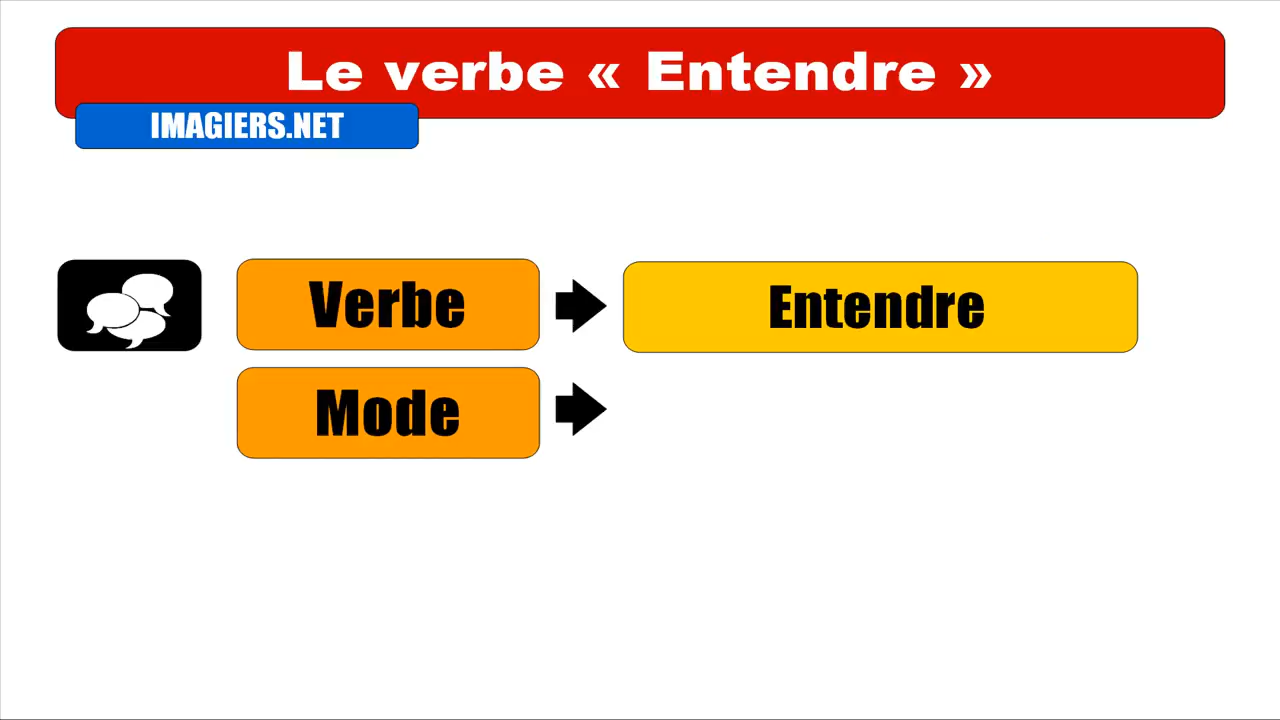 Le verbe « Entendre »
IMAGIERS.NET
Verbe
Entendre
Mode